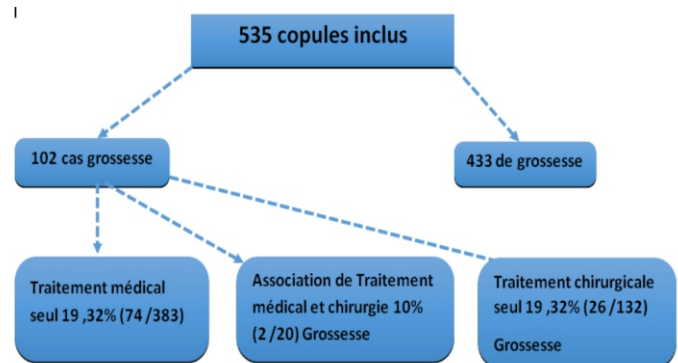 535 copules inclus
102 cas grossesse
433 de grossesse
Traitement médical
seul 19 ,32% (74 /383)
Association de Traitement
médical et chirurgie 10%
(2 /20) Grossesse
Traitement chirurgicale
seul 19 ,32% (26 /132)
Grossesse